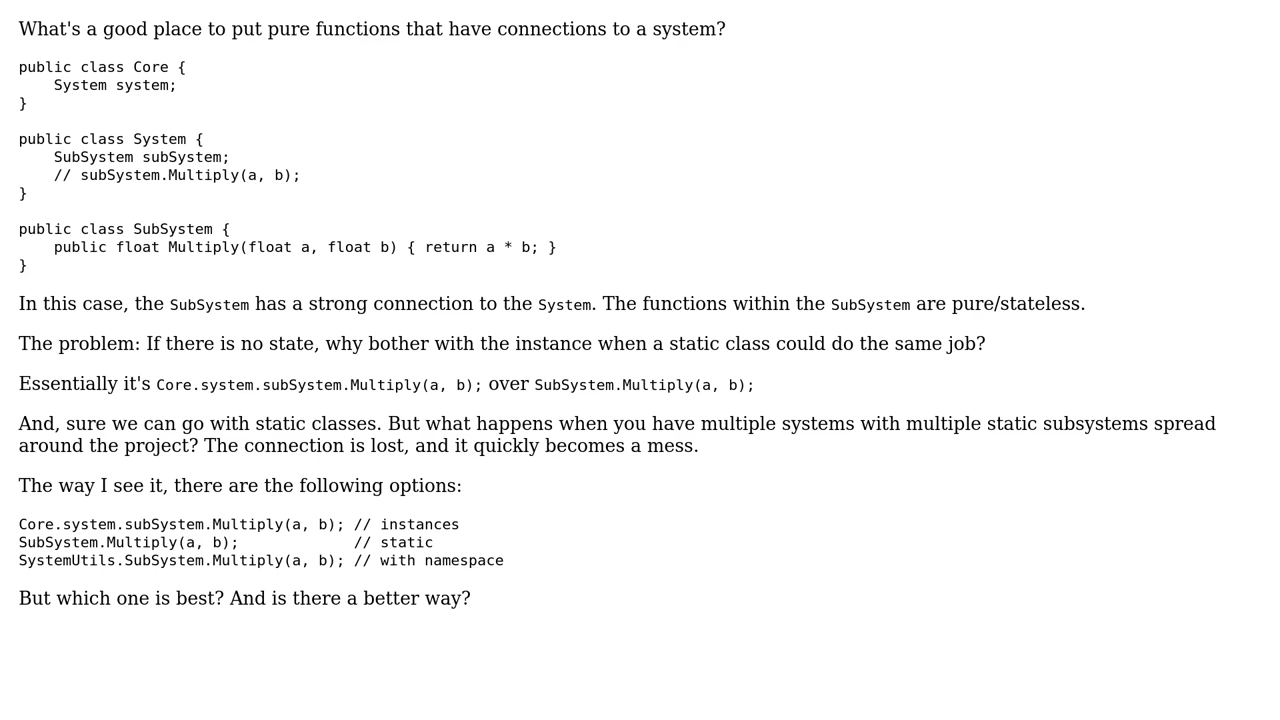 What's a good place to put pure functions that have connections to a system?
public class Core {
    System system;
}
public class System {
    SubSystem subSystem;
    // subSystem.Multiply(a, b);
}
public class SubSystem {
    public float Multiply(float a, float b) { return a * b; }
}
In this case, the SubSystem has a strong connection to the System. The functions within the SubSystem are pure/stateless.
The problem: If there is no state, why bother with the instance when a static class could do the same job?
Essentially it's Core.system.subSystem.Multiply(a, b); over SubSystem.Multiply(a, b);
And, sure we can go with static classes. But what happens when you have multiple systems with multiple static subsystems spread
around the project? The connection is lost, and it quickly becomes a mess.
The way I see it, there are the following options:
Core.system.subSystem.Multiply(a, b); // instances
SubSystem.Multiply(a, b);             // static
SystemUtils.SubSystem.Multiply(a, b); // with namespace
But which one is best? And is there a better way?